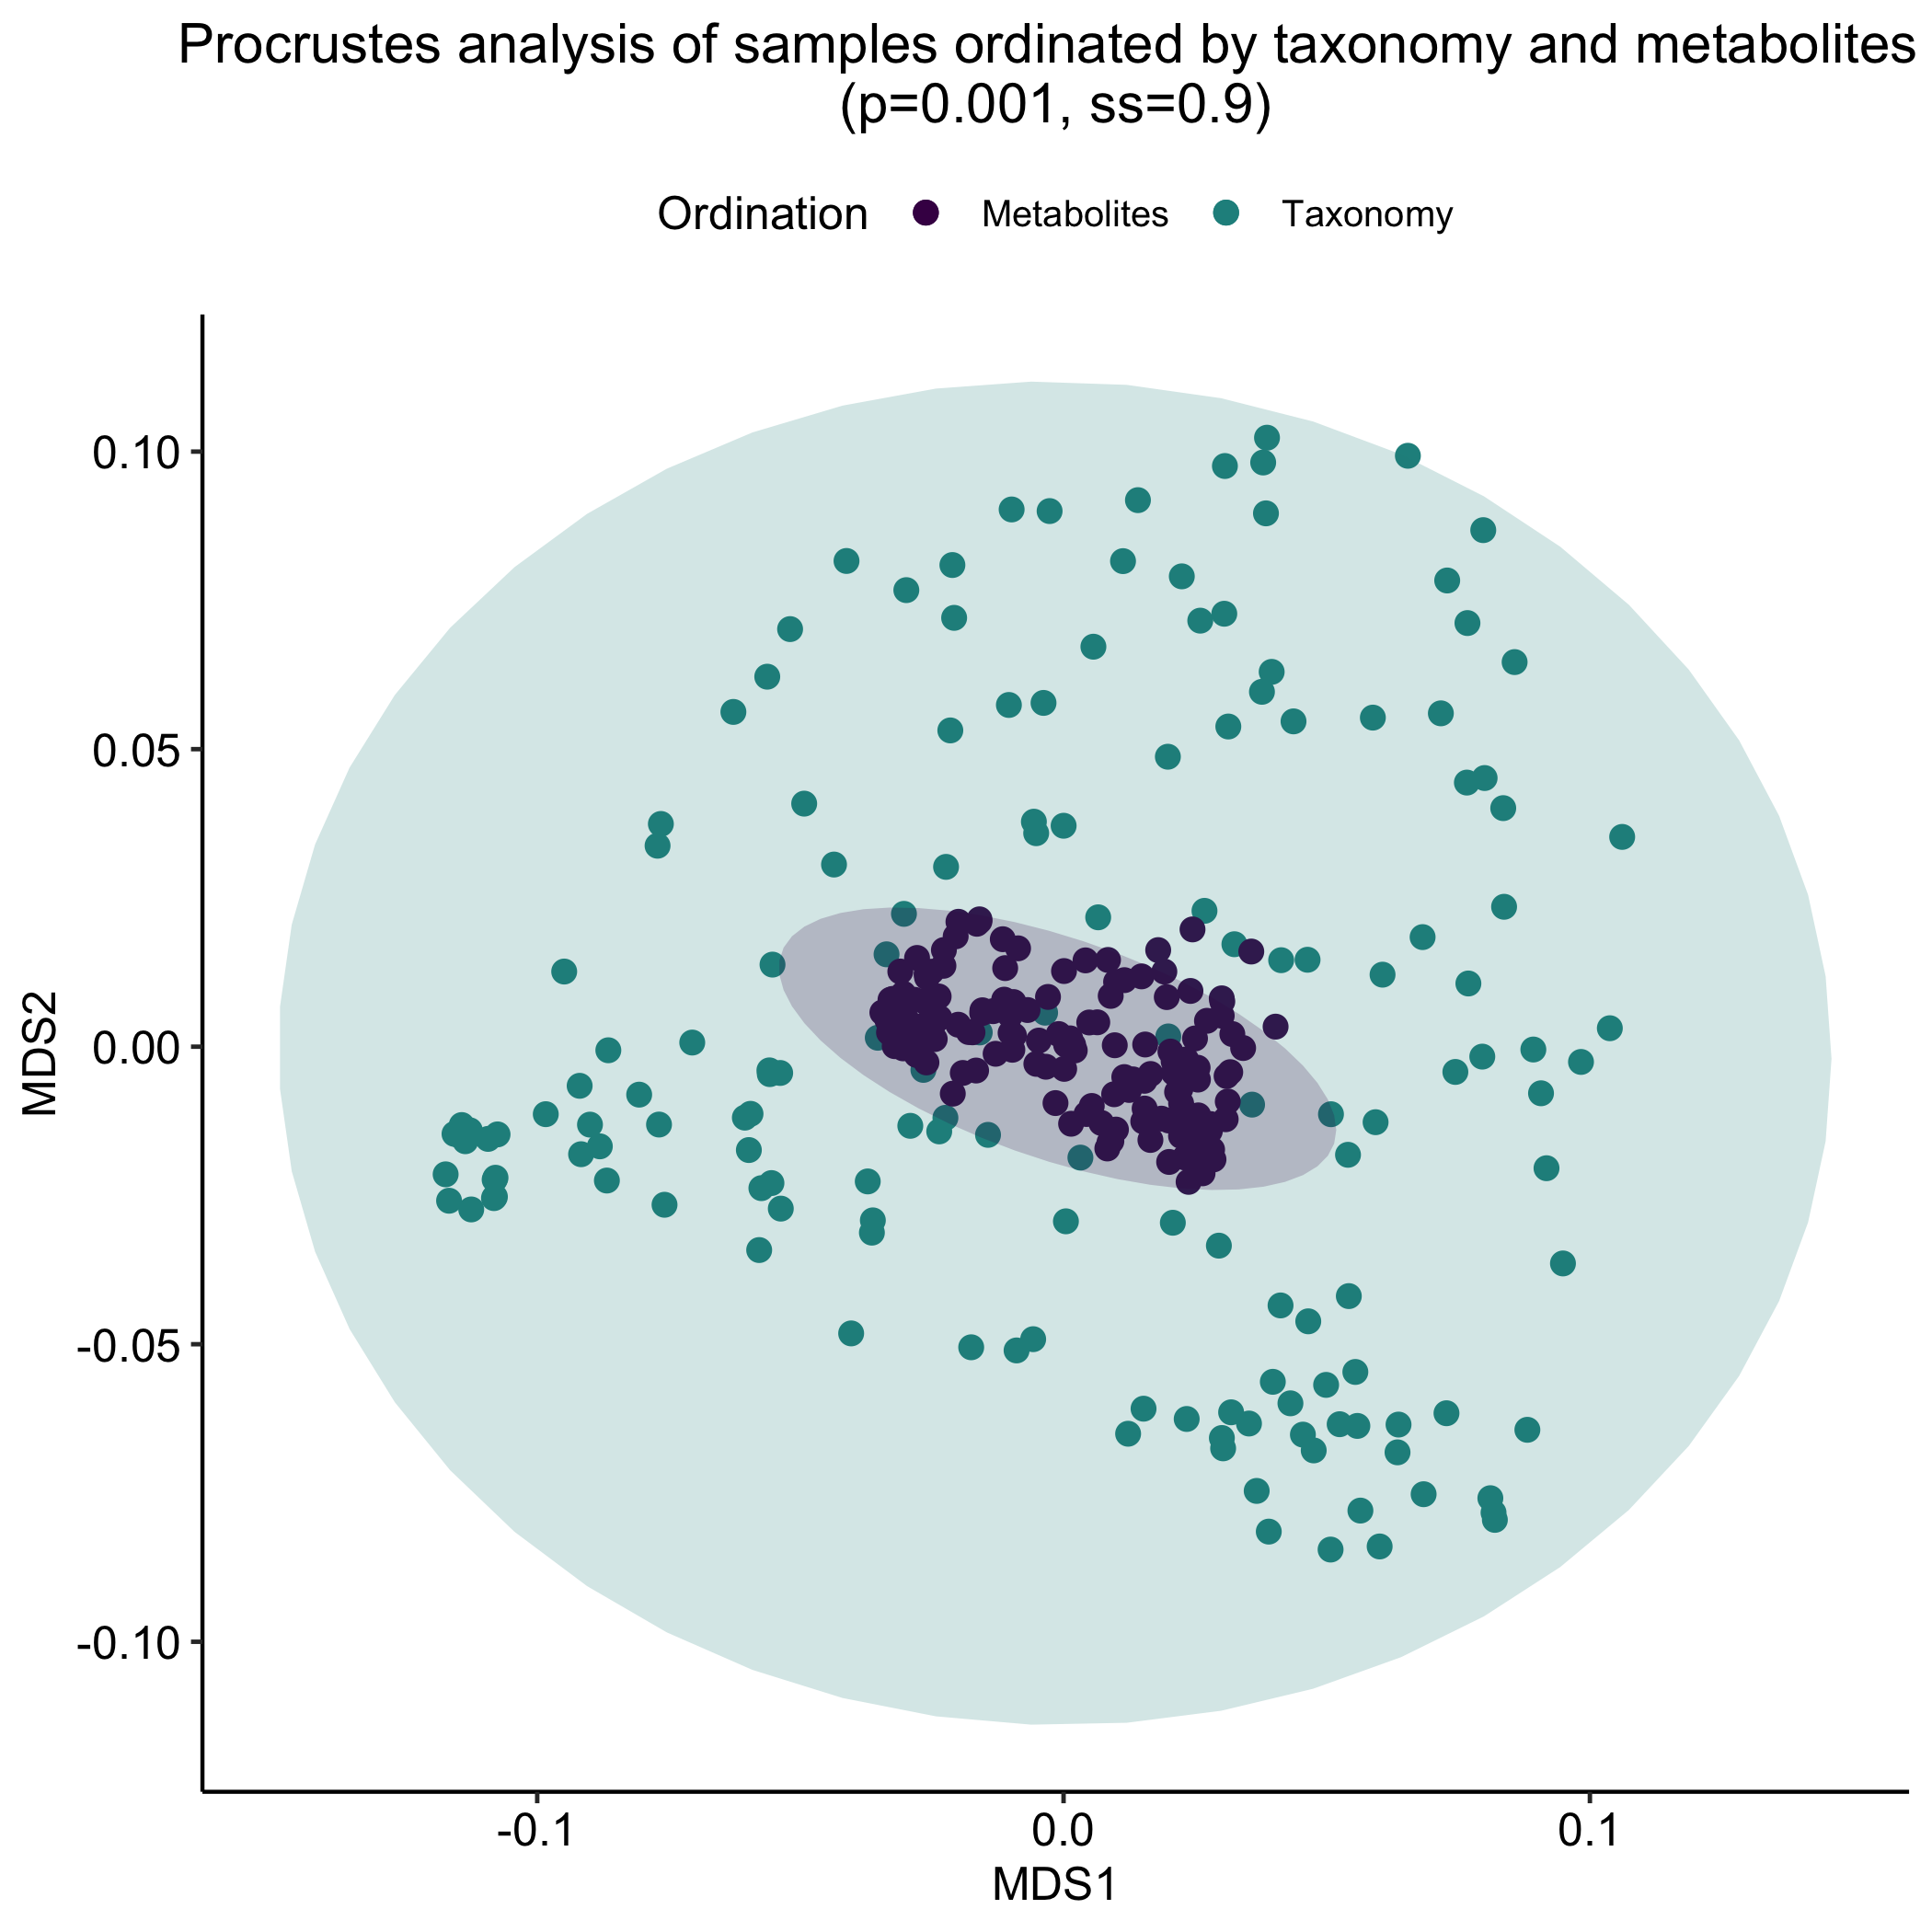 Procrustes analysis of samples ordinated by taxonomy and metabolites
(p=0.001, ss=0.9)
Ordination Metabolites Taxonomy
0.10
0.05
0.00
-0.05
-0.10
MDS2
-0.1 0.0 0.1
MDS1